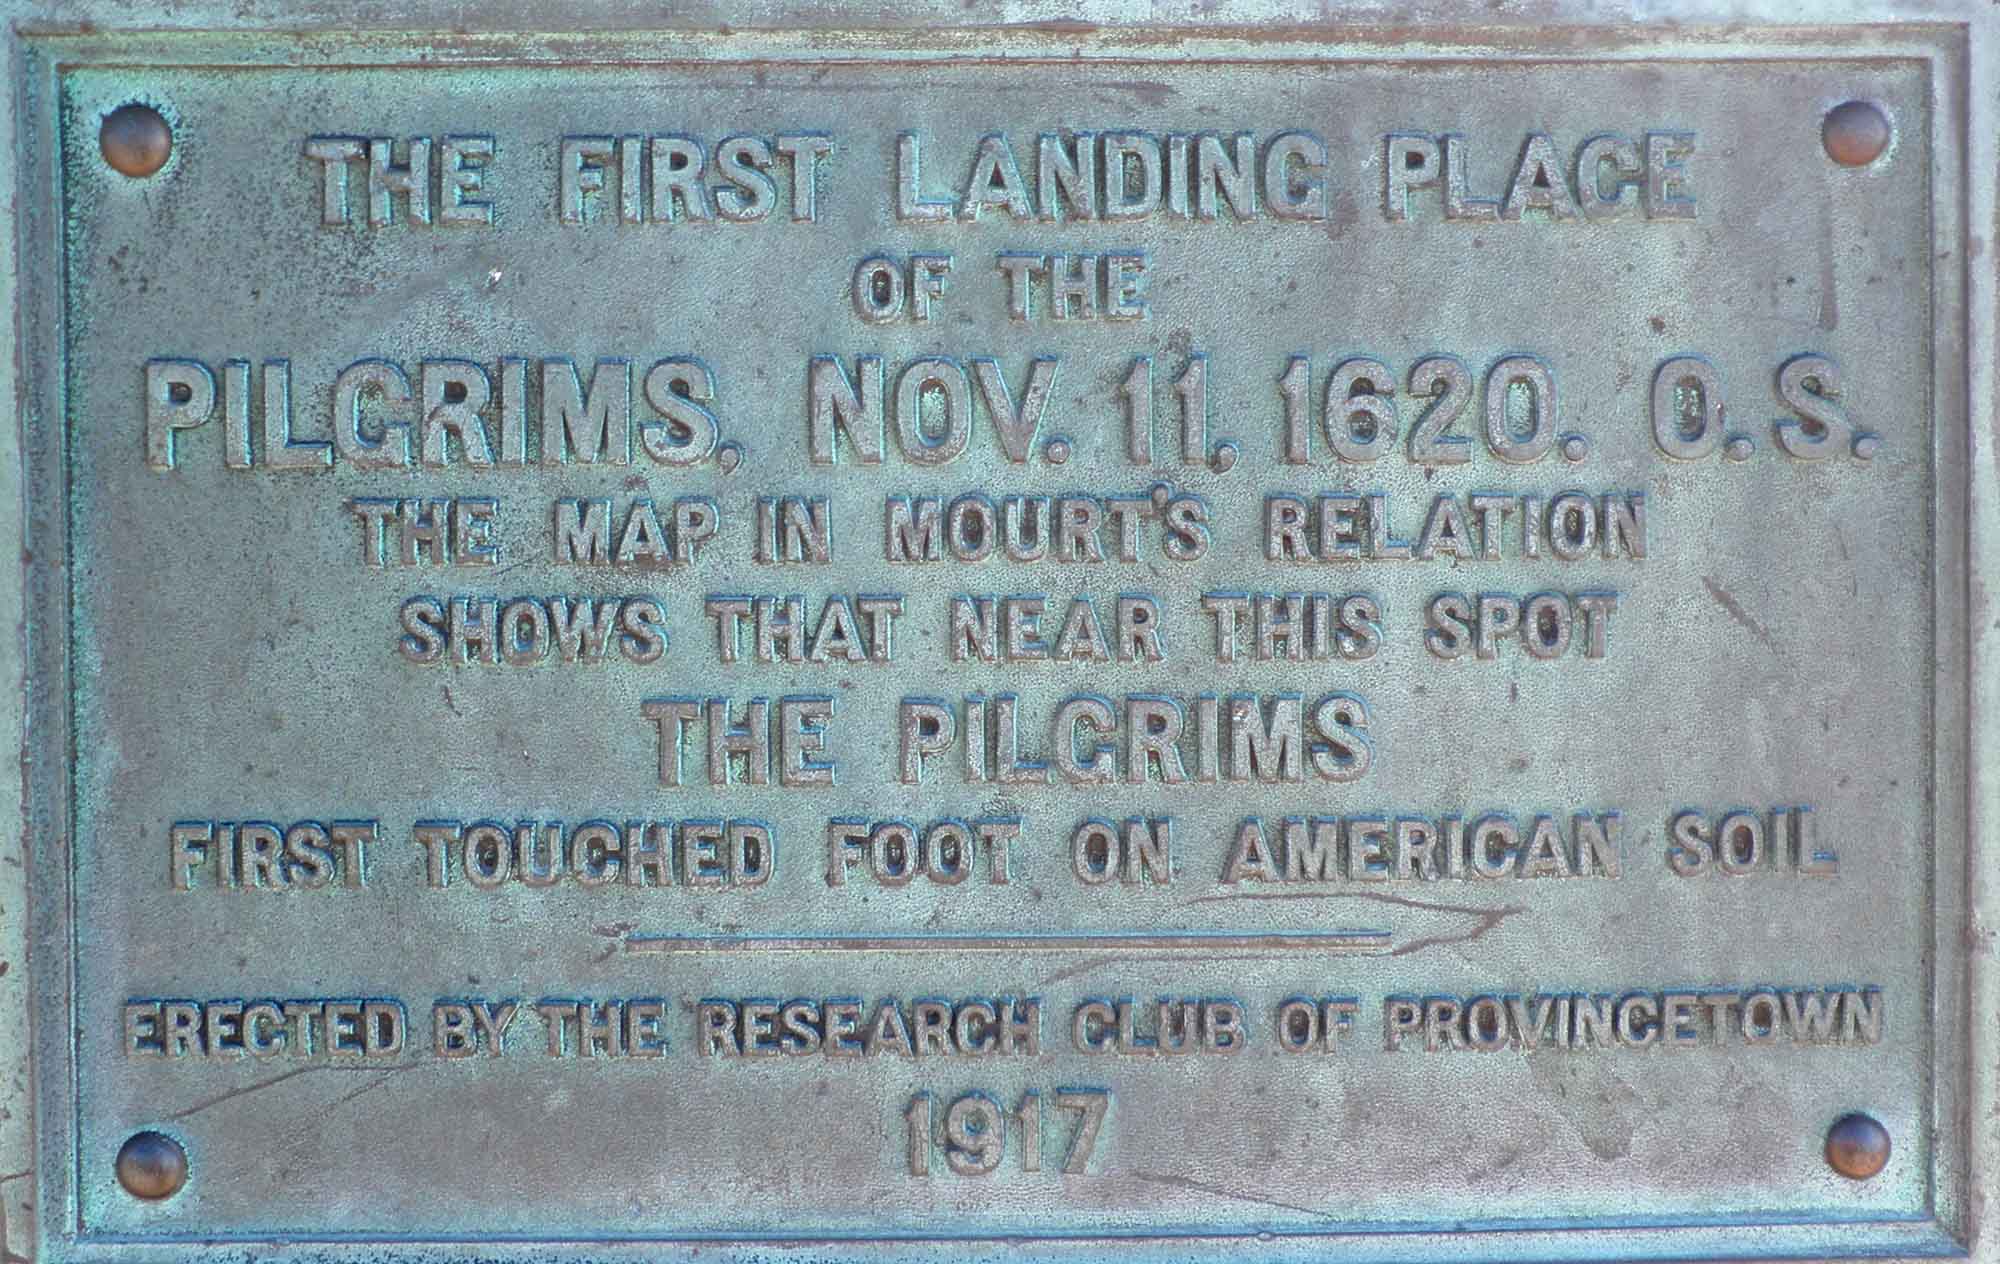 THE FIRST LANDING PLACE
OF THE
PILGRIMS, NOV. 11, 1620. O.S.
THE MAP IN MOURT'S RELATION
SHOWS THAT NEAR THIS SPOT
THE PILGRIMS
FIRST TOUCHED FOOT ON AMERICAN SOIL
ERECTED BY THE RESEARCH CLUB OF PROVINCETOWN
1917